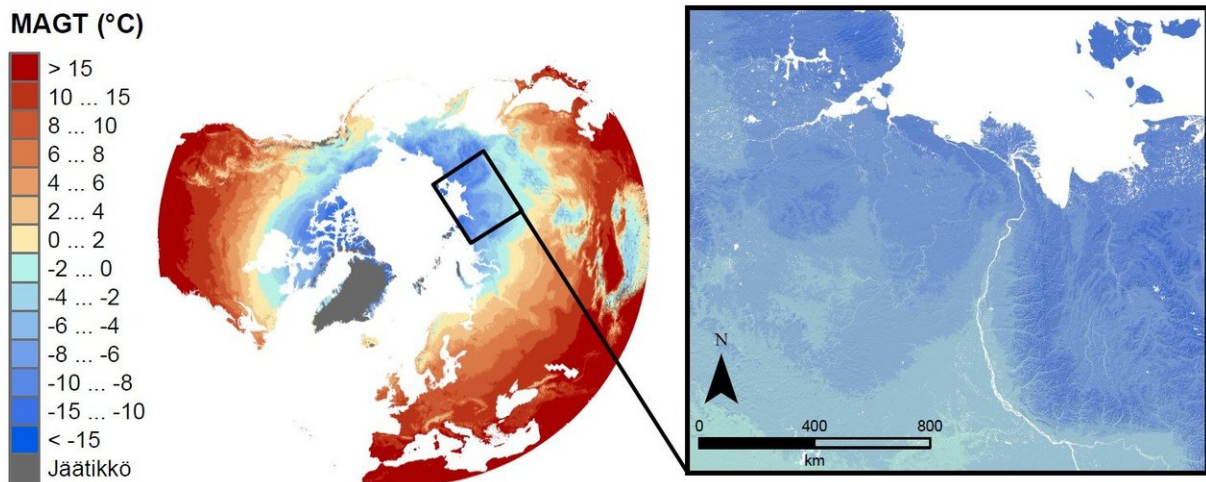 MAGT (°C)
> 15
10 ... 15
8 ... 10
6 ... 8
4 ... 6
2 ... 4
0 ... 2
-2 ... 0
-4 ... -2
-6 ... -4
-8 ... -6
-10 ... -8
-15 ... -10
< -15
Jäätikkö
N
0 400 800
km